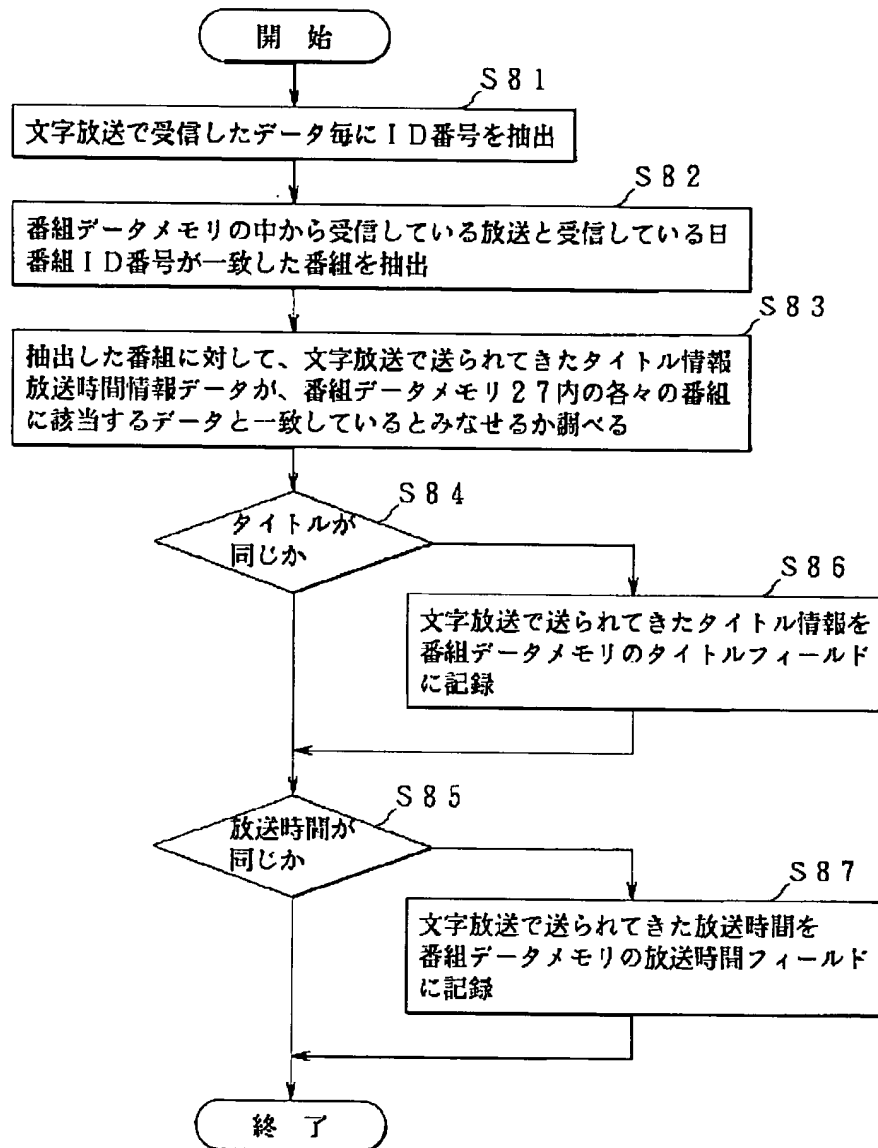 開 始
S81
文字放送で受信したデータ毎にID番号を抽出
S82
番組データメモリの中から受信している放送と受信している日
番組ID番号が一致した番組を抽出
S83
抽出した番組に対して、文字放送で送られてきたタイトル情報
放送時間情報データが、番組データメモリ27内の各々の番組
に該当するデータと一致しているとみなせるか調べる
S84
タイトルが
同じか
S86
文字放送で送られてきたタイトル情報を
番組データメモリのタイトルフィールド
に記録
S85
放送時間が
同じか
S87
文字放送で送られてきた放送時間を
番組データメモリの放送時間フィールド
に記録
終 了